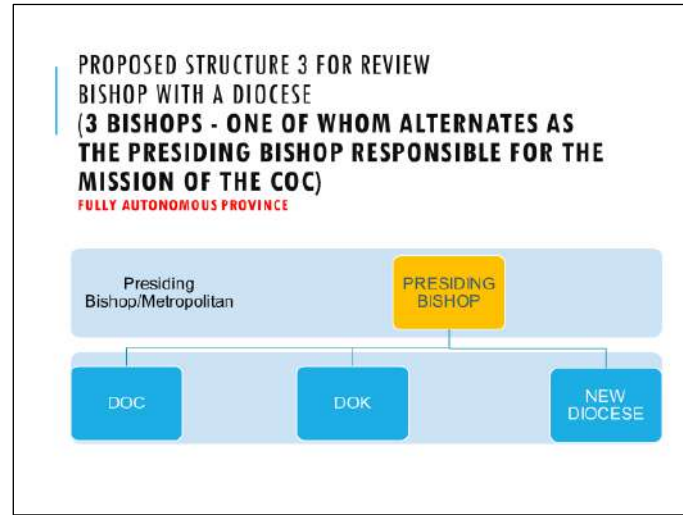 PROPOSED STRUCTURE 3 FOR REVIEW
BISHOP WITH A DIOCESE
(3 BISHOPS - ONE OF WHOM ALTERNATES AS
THE PRESIDING BISHOP RESPONSIBLE FOR THE
MISSION OF THE COC)
FULLY AUTONOMOUS PROVINCE
Presiding
Bishop/Metropolitan
PRESIDING
BISHOP
DOC
DOK
NEW
DIOCESE